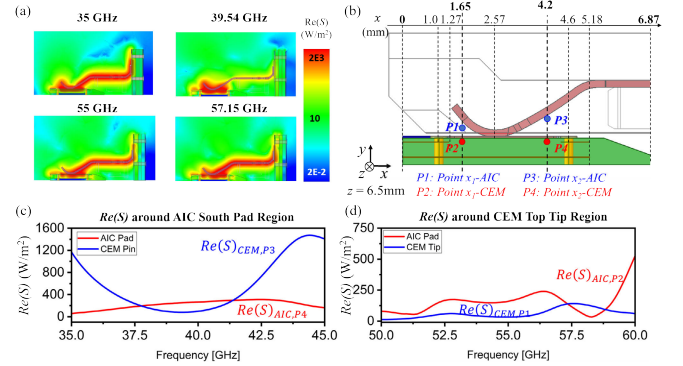 (a)
35 GHz
39.54 GHz
Re(S)
(W/m²)
2E3
10
2E-2
55 GHz
57.15 GHz
(b)
1.65
4.2
x
0
1.0
1.27
2.57
4.6
5.18
6.87
(mm)
P1
P3
P2
P4
y
z
x
z = 6.5mm
P1: Point x₁-AIC
P3: Point x₂-AIC
P2: Point x₁-CEM
P4: Point x₂-CEM
(c)
Re(S) around AIC South Pad Region
1600
1200
800
400
0
Re(S) (W/m²)
AIC Pad
CEM Pin
Re(S)CEM,P3
Re(S)AIC,P4
35.0
37.5
40.0
42.5
45.0
Frequency [GHz]
(d)
Re(S) around CEM Top Tip Region
750
500
250
0
Re(S) (W/m²)
AIC Pad
CEM Tip
Re(S)AIC,P2
Re(S)CEM,P1
50.0
52.5
55.0
57.5
60.0
Frequency [GHz]